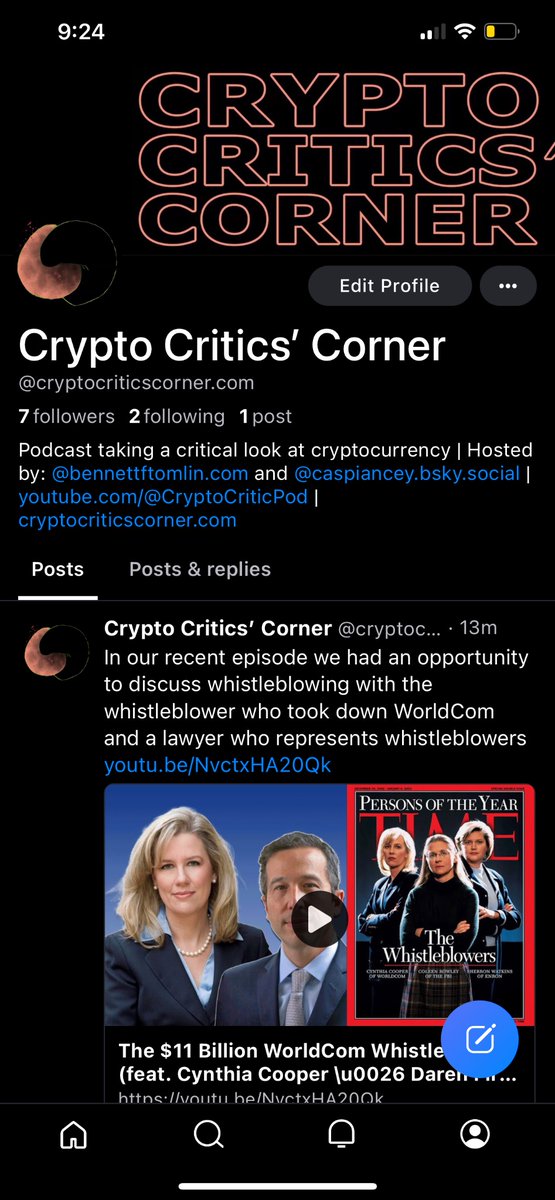 9:24
CRYPTO
CRITICS'
CORNER
Edit Profile
Crypto Critics’ Corner
@cryptocriticscorner.com
7 followers 2 following 1 post
Podcast taking a critical look at cryptocurrency | Hosted
by: @bennettftomlin.com and @caspiancey.bsky.social |
youtube.com/@CryptoCriticPod |
cryptocriticscorner.com
Posts Posts & replies
Crypto Critics’ Corner @cryptoc... · 13m
In our recent episode we had an opportunity
to discuss whistleblowing with the
whistleblower who took down WorldCom
and a lawyer who represents whistleblowers
youtu.be/NvctxHA20Qk
PERSONS OF THE YEAR
TIME
The
Whistleblowers
CYNTHIA COOPER OF WORLDCOM
COLEEN ROWLEY OF THE FBI
SHERRON WATKINS OF ENRON
The $11 Billion WorldCom Whistle
(feat. Cynthia Cooper \u0026 Daren
https://youtu.be/NvctxHA20Qk